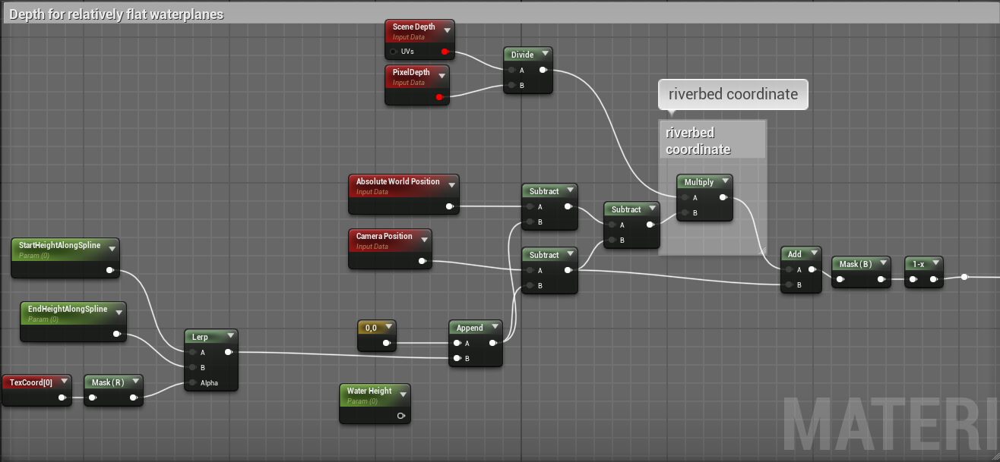 Depth for relatively flat waterplanes
Scene Depth
Input Data
UVs
PixelDepth
Input Data
Divide
A
B
riverbed coordinate
riverbed
coordinate
Absolute World Position
Input Data
Camera Position
Input Data
Subtract
A
B
Subtract
A
B
Subtract
A
B
Multiply
A
B
StartHeightAlongSpline
Param (0)
EndHeightAlongSpline
Param (0)
TexCoord[0]
Mask ( R )
Lerp
A
B
Alpha
0,0
Append
A
B
Water Height
Param (0)
Add
A
B
Mask ( B )
1-x
MATERI